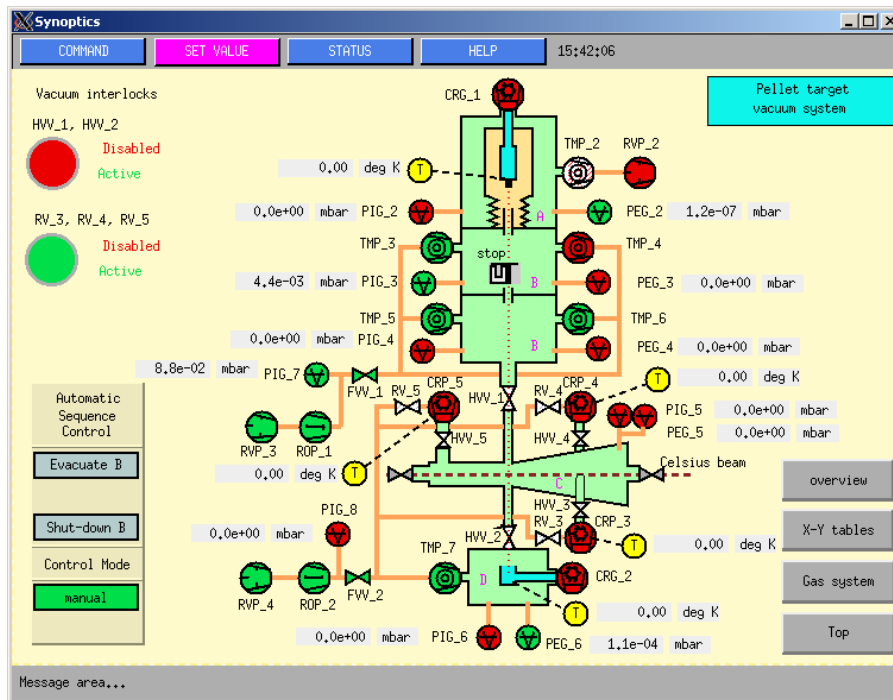 Synoptics
COMMAND
SET VALUE
STATUS
HELP
15:42:06
Pellet target
vacuum system
Vacuum interlocks
HVV_1, HVV_2
Disabled
Active
RV_3, RV_4, RV_5
Disabled
Active
CRG_1
0.00 deg K
T
TMP_2
RVP_2
0.0e+00 mbar
PIG_2
A
PEG_2
1.2e-07 mbar
TMP_3
TMP_4
stop
4.4e-03 mbar
PIG_3
B
PEG_3
0.0e+00 mbar
TMP_5
TMP_6
0.0e+00 mbar
PIG_4
B
PEG_4
0.0e+00 mbar
8.8e-02 mbar
PIG_7
FVV_1
CRP_5
RV_5
HVV_1
RV_4
CRP_4
T
0.00 deg K
Automatic
Sequence
Control
Evacuate B
Shut-down B
Control Mode
manual
RVP_3
ROP_1
HVV_5
HVV_4
PIG_5
0.0e+00 mbar
PEG_5
0.0e+00 mbar
0.00 deg K
T
C
Celsius beam
HVV_3
overview
X-Y tables
Gas system
Top
PIG_8
0.0e+00 mbar
HVV_2
RV_3
CRP_3
T
0.00 deg K
TMP_7
D
CRG_2
RVP_4
ROP_2
FVV_2
T
0.00 deg K
0.0e+00 mbar
PIG_6
PEG_6
1.1e-04 mbar
Message area...